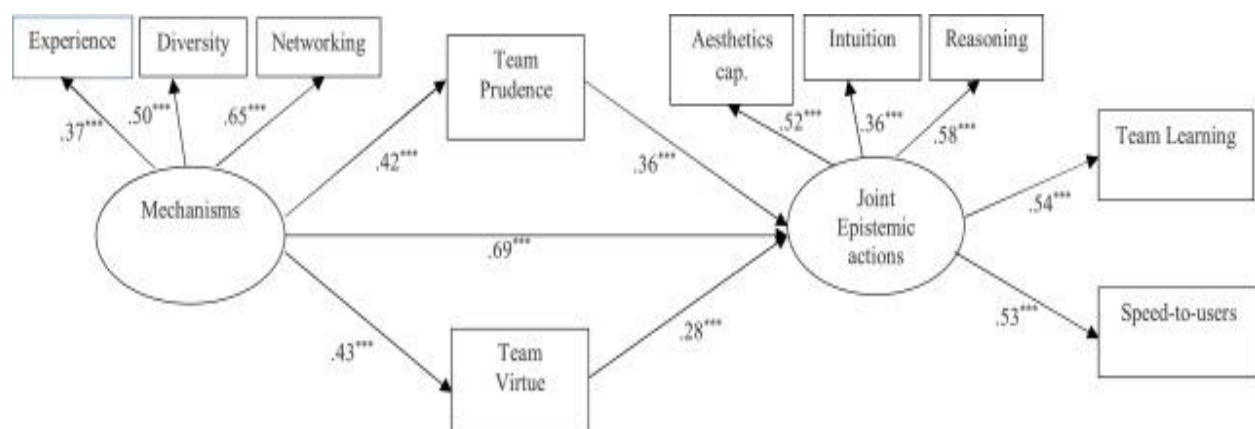 Experience
Diversity
Networking
Team
Prudence
Aesthetics
cap.
Intuition
Reasoning
.37***
.50***
.65***
.42***
.36***
.52***
.36***
.58***
Team Learning
Mechanisms
Joint
Epistemic
actions
.54***
.69***
.43***
.28***
.53***
Team
Virtue
Speed-to-users